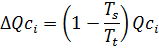 ΔQc_i = (1 − T_s/T_t) Qc_i